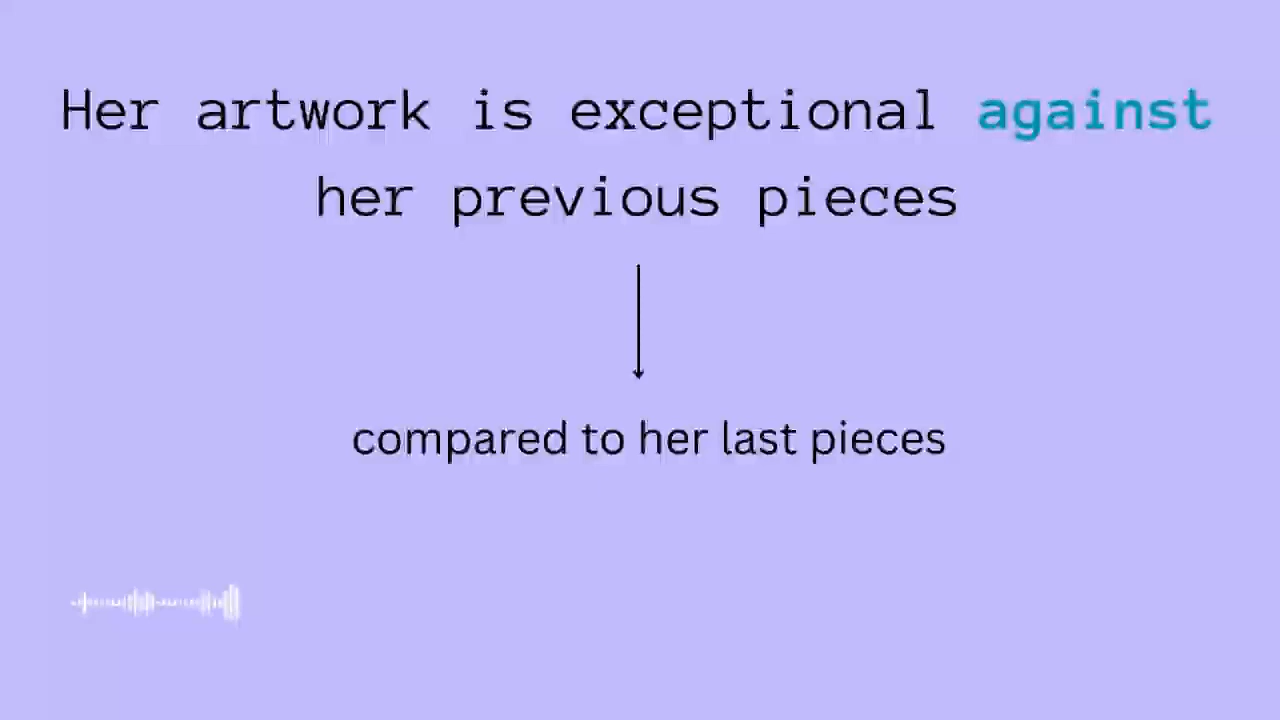 Her artwork is exceptional against
her previous pieces
compared to her last pieces